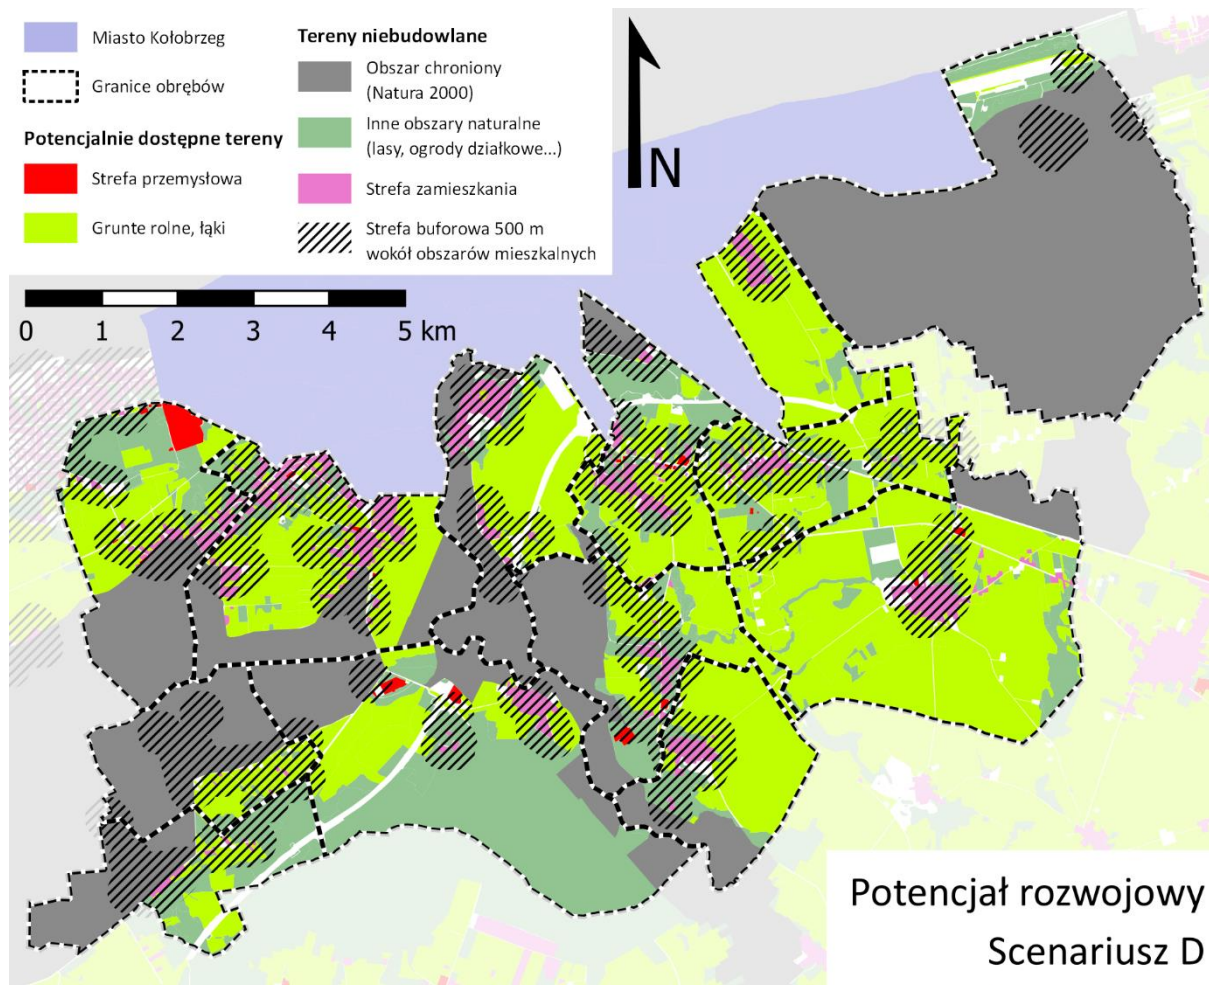 Miasto Kołobrzeg
Granice obrębów
Potencjalnie dostępne tereny
Strefa przemysłowa
Grunte rolne, łąki
Tereny niebudowlane
Obszar chroniony
(Natura 2000)
Inne obszary naturalne
(lasy, ogrody działkowe...)
Strefa zamieszkania
Strefa buforowa 500 m
wokół obszarów mieszkalnych
N
0 1 2 3 4 5 km
Potencjał rozwojowy
Scenariusz D